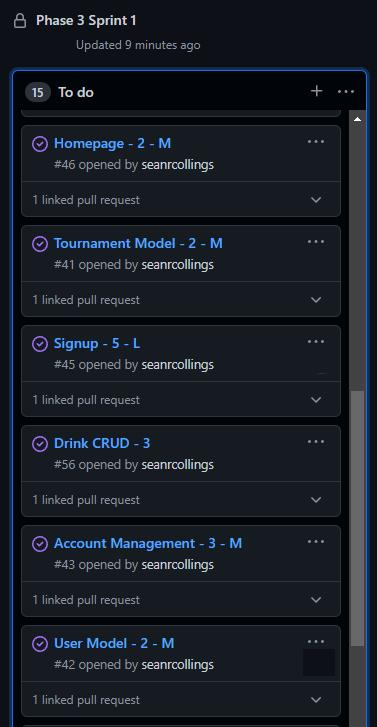 Phase 3 Sprint 1
Updated 9 minutes ago
15 To do
Homepage - 2 - M
#46 opened by seanrcollings
1 linked pull request
Tournament Model - 2 - M
#41 opened by seanrcollings
1 linked pull request
Signup - 5 - L
#45 opened by seanrcollings
1 linked pull request
Drink CRUD - 3
#56 opened by seanrcollings
1 linked pull request
Account Management - 3 - M
#43 opened by seanrcollings
1 linked pull request
User Model - 2 - M
#42 opened by seanrcollings
1 linked pull request